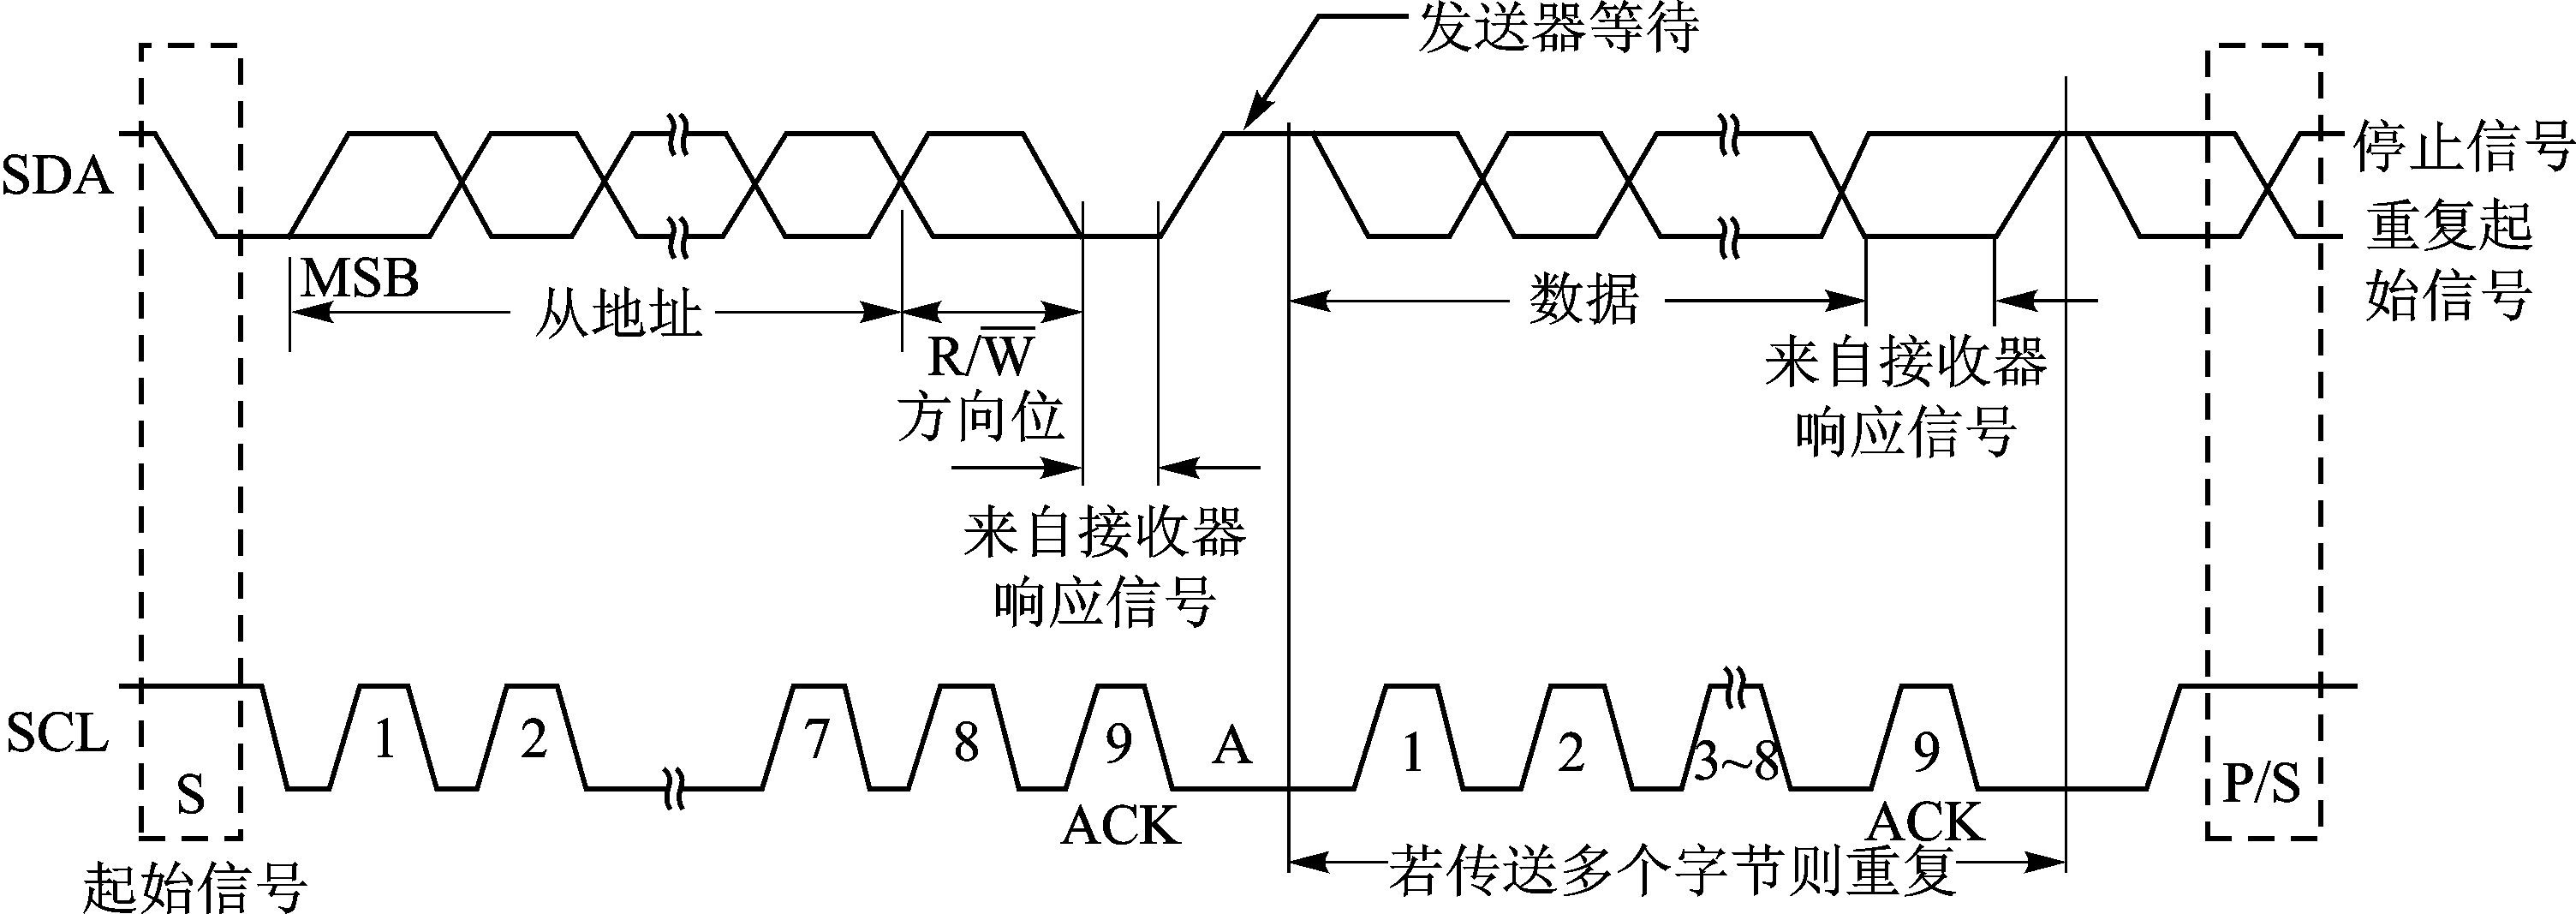 发送器等待
SDA
停止信号
重复起
始信号
MSB
从地址
R/W̅
方向位
数据
来自接收器
响应信号
来自接收器
响应信号
SCL
1
2
7
8
9
A
1
2
3~8
9
S
ACK
ACK
P/S
起始信号
若传送多个字节则重复